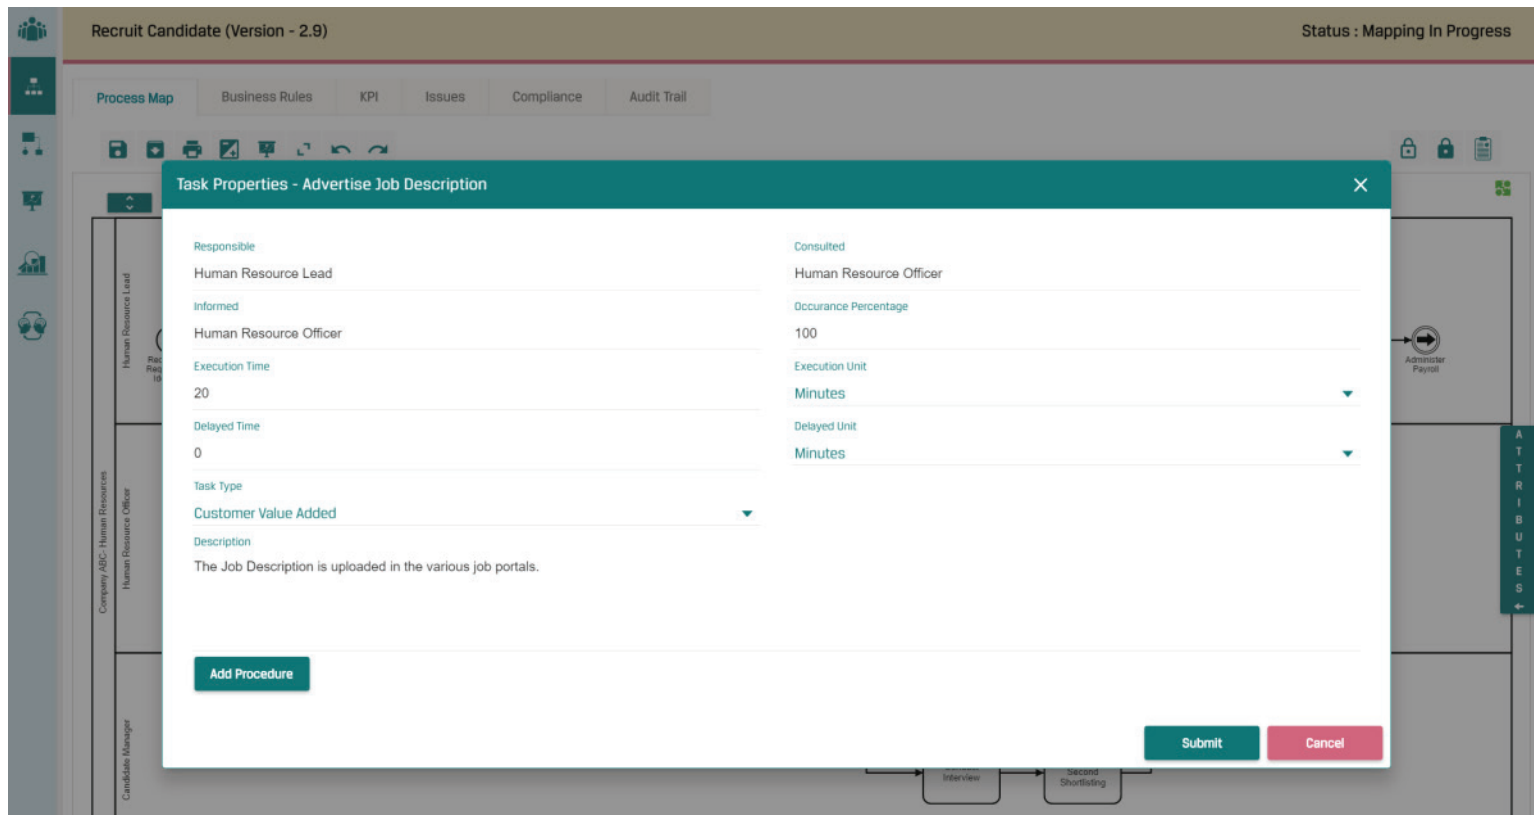 Recruit Candidate (Version - 2.9)
Status : Mapping In Progress
Process Map
Business Rules
KPI
Issues
Compliance
Audit Trail
Task Properties - Advertise Job Description
Responsible
Human Resource Lead
Consulted
Human Resource Officer
Informed
Human Resource Officer
Occurance Percentage
100
Execution Time
20
Execution Unit
Minutes
Delayed Time
0
Delayed Unit
Minutes
Task Type
Customer Value Added
Description
The Job Description is uploaded in the various job portals.
Add Procedure
Submit
Cancel
Company ABC- Human Resources
Human Resource Lead
Human Resource Officer
Candidate Manager
Administer
Payroll
ATTRIBUTES
Interview
Second
Shortlisting